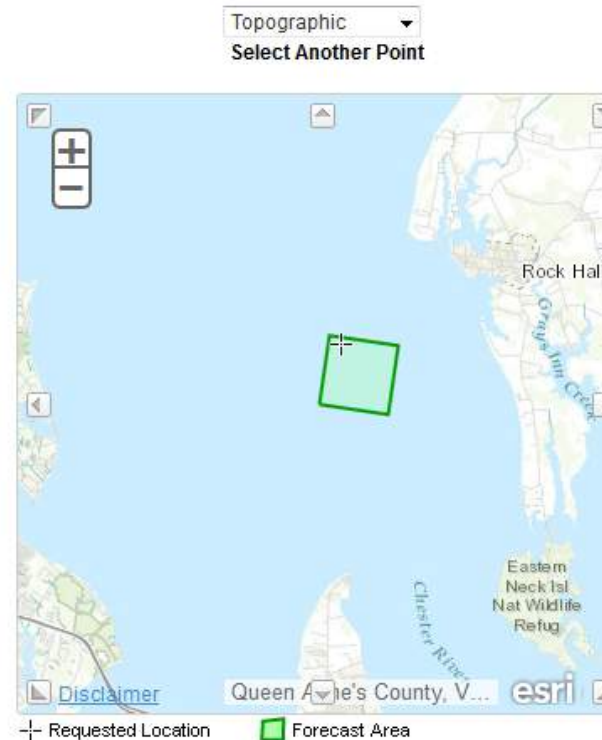 Topographic
Select Another Point
+
−
Rock Hal
Grays Inn Creek
Eastern
Neck Isl
Nat Wildlife
Refug
Chester River
Disclaimer
Queen A  ne's County, V...
esri
Requested Location
Forecast Area